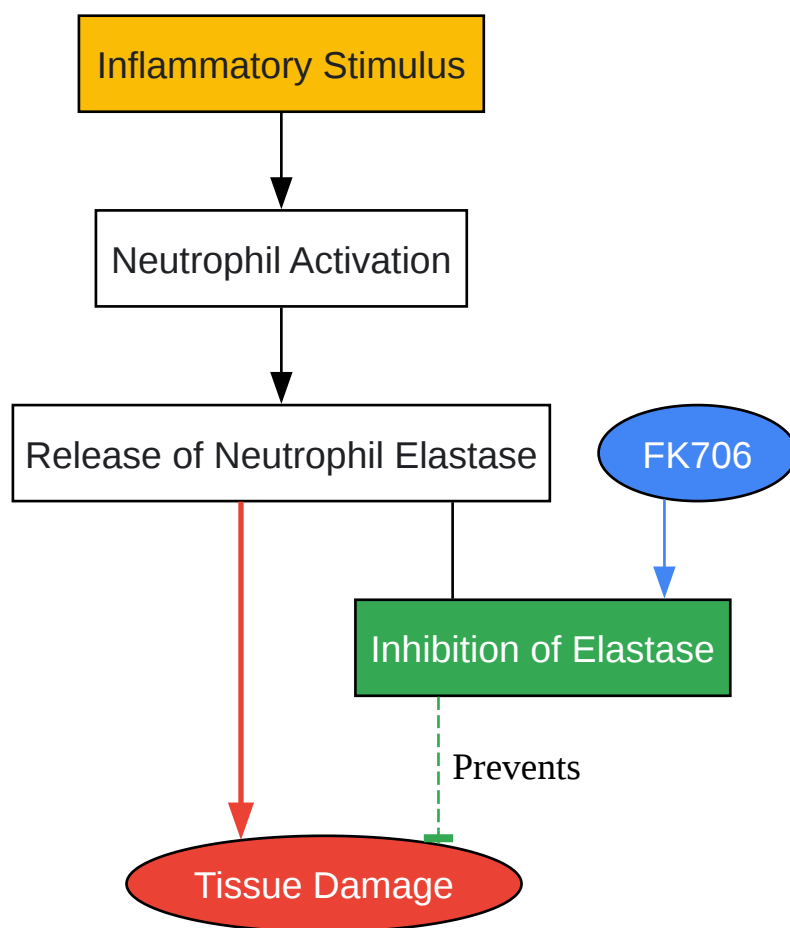 Inflammatory Stimulus
Neutrophil Activation
Release of Neutrophil Elastase
FK706
Inhibition of Elastase
Prevents
Tissue Damage